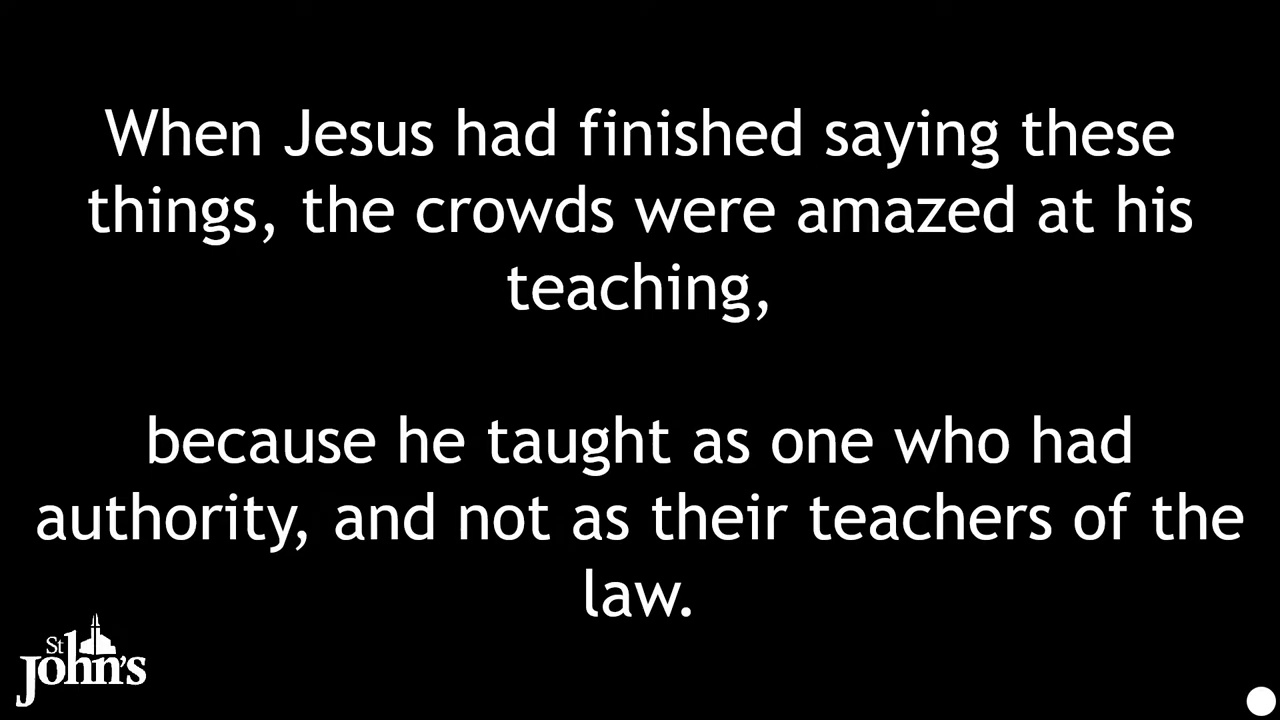 When Jesus had finished saying these
things, the crowds were amazed at his
teaching,
because he taught as one who had
authority, and not as their teachers of the
law.
St
John's